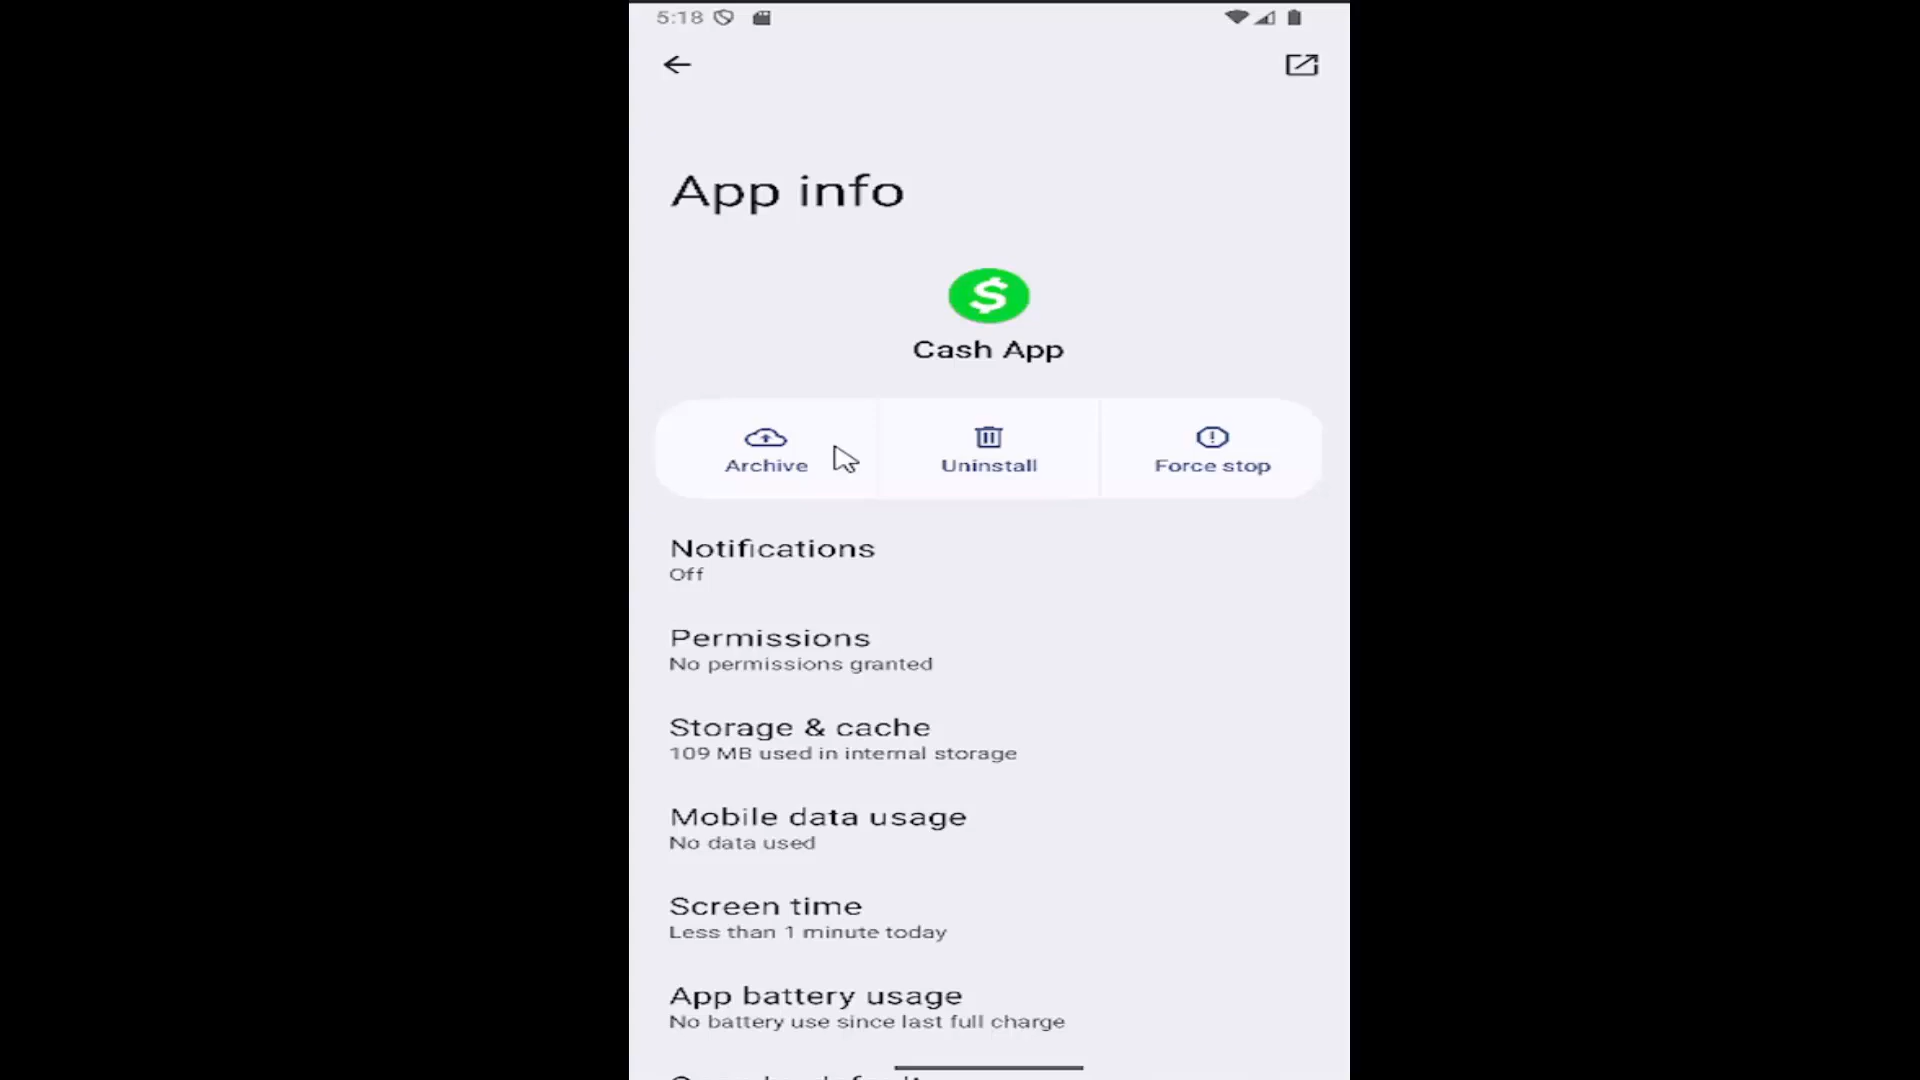 5:18
App info
$
Cash App
Archive
Uninstall
Force stop
Notifications
Off
Permissions
No permissions granted
Storage & cache
109 MB used in internal storage
Mobile data usage
No data used
Screen time
Less than 1 minute today
App battery usage
No battery use since last full charge